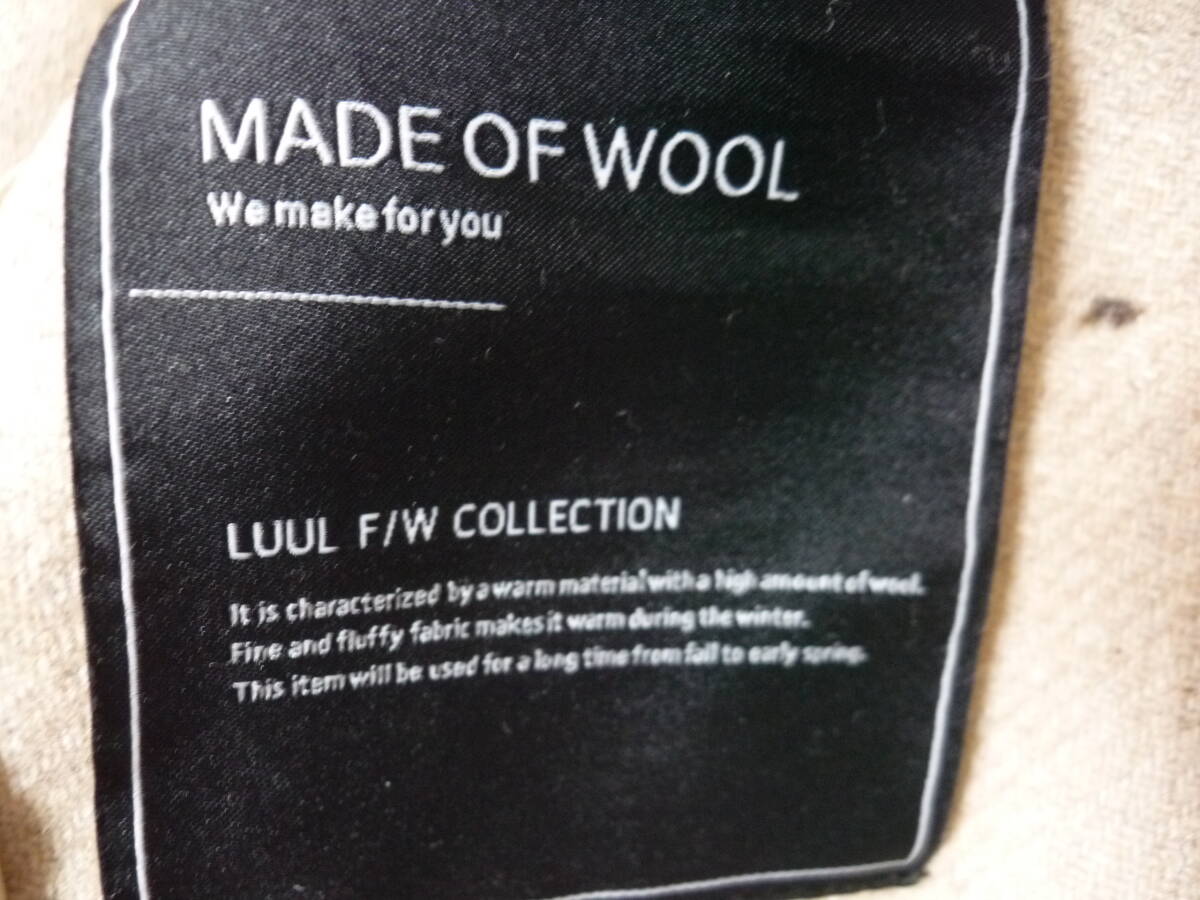 MADE OF WOOL
We make for you
LUUL F/W COLLECTION
It is characterized by a warm material with a high amount of wool.
Fine and fluffy fabric makes it warm during the winter.
This item will be used for a long time from fall to early spring.